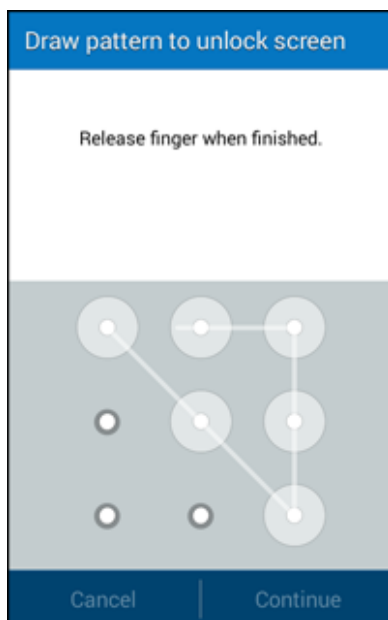 Draw pattern to unlock screen
Release finger when finished.
Cancel
Continue